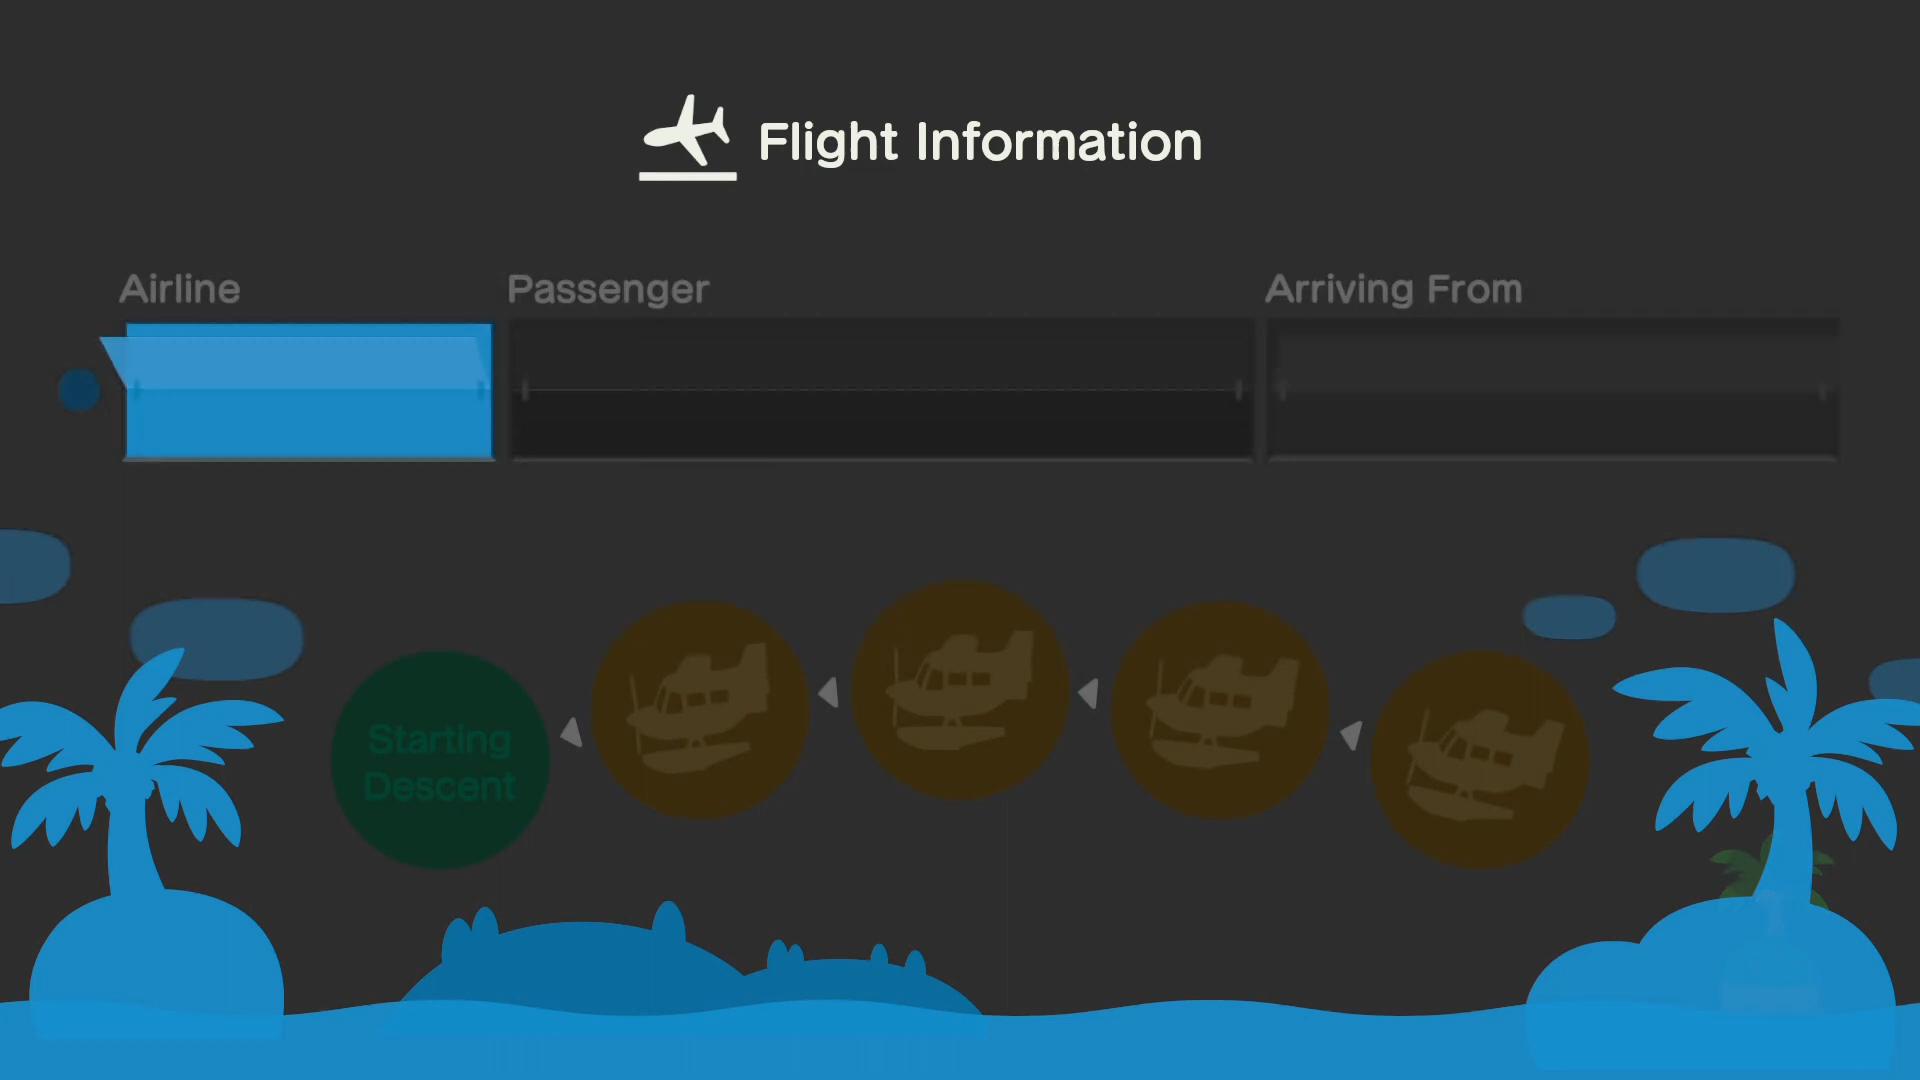 Flight Information
Airline
Passenger
Arriving From
Starting
Descent